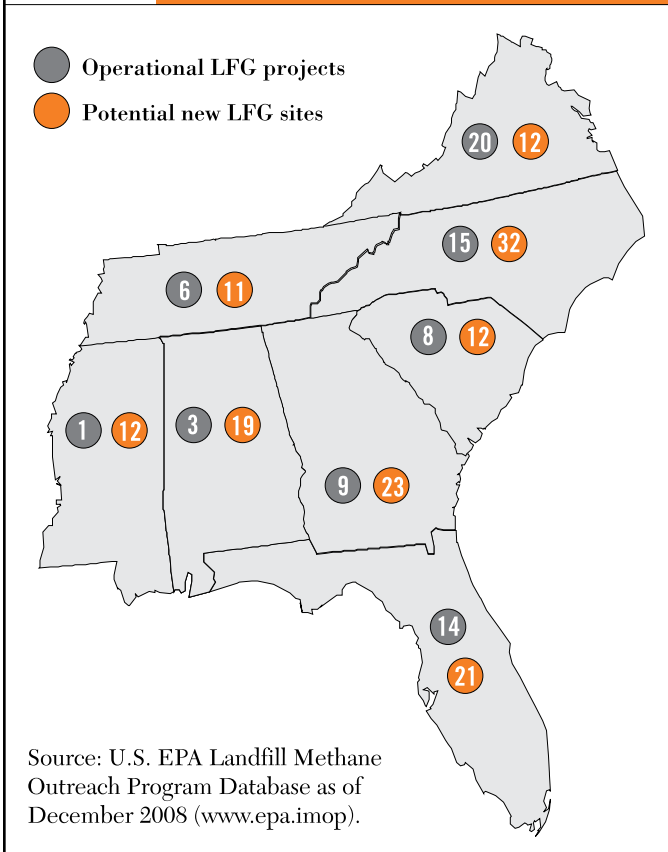 Operational LFG projects
Potential new LFG sites
20 12
15 32
6 11
8 12
1 12
3 19
9 23
14
21
Source: U.S. EPA Landfill Methane
Outreach Program Database as of
December 2008 (www.epa.imop).